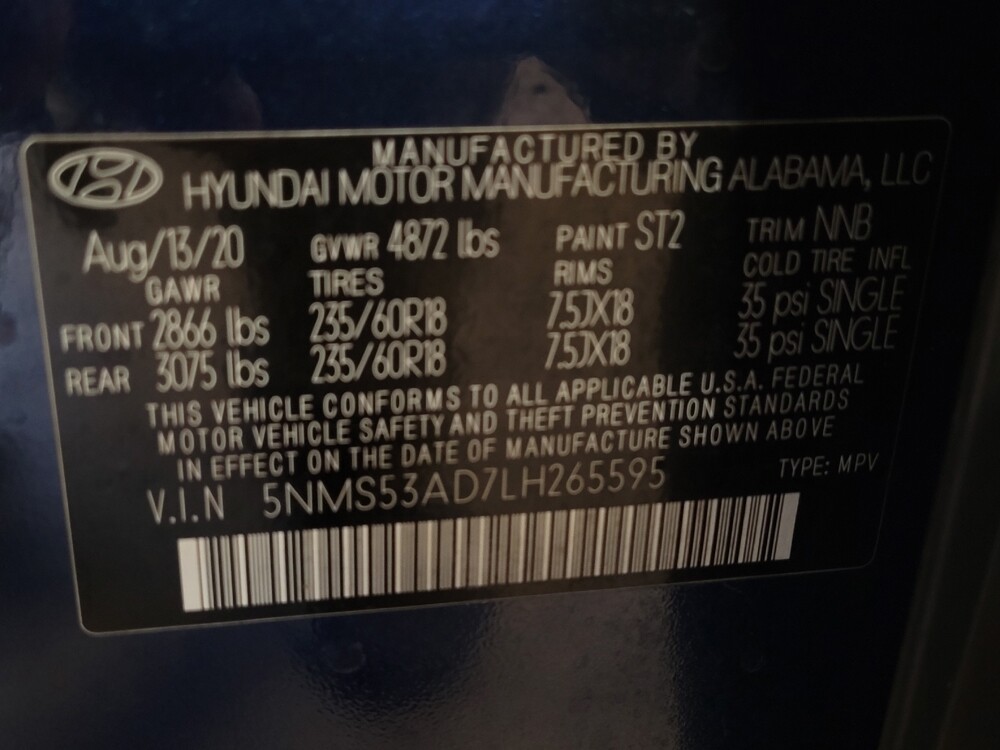 MANUFACTURED BY
HYUNDAI MOTOR MANUFACTURING ALABAMA, LLC
Aug/13/20 GVWR 4872 lbs PAINT ST2 TRIM NNB
GAWR TIRES RIMS COLD TIRE INFL
FRONT 2866 lbs 235/60R18 7.5JX18 35 psi SINGLE
REAR 3075 lbs 235/60R18 7.5JX18 35 psi SINGLE
THIS VEHICLE CONFORMS TO ALL APPLICABLE U.S.A. FEDERAL
MOTOR VEHICLE SAFETY AND THEFT PREVENTION STANDARDS
IN EFFECT ON THE DATE OF MANUFACTURE SHOWN ABOVE
V.I.N 5NMS53AD7LH265595 TYPE: MPV